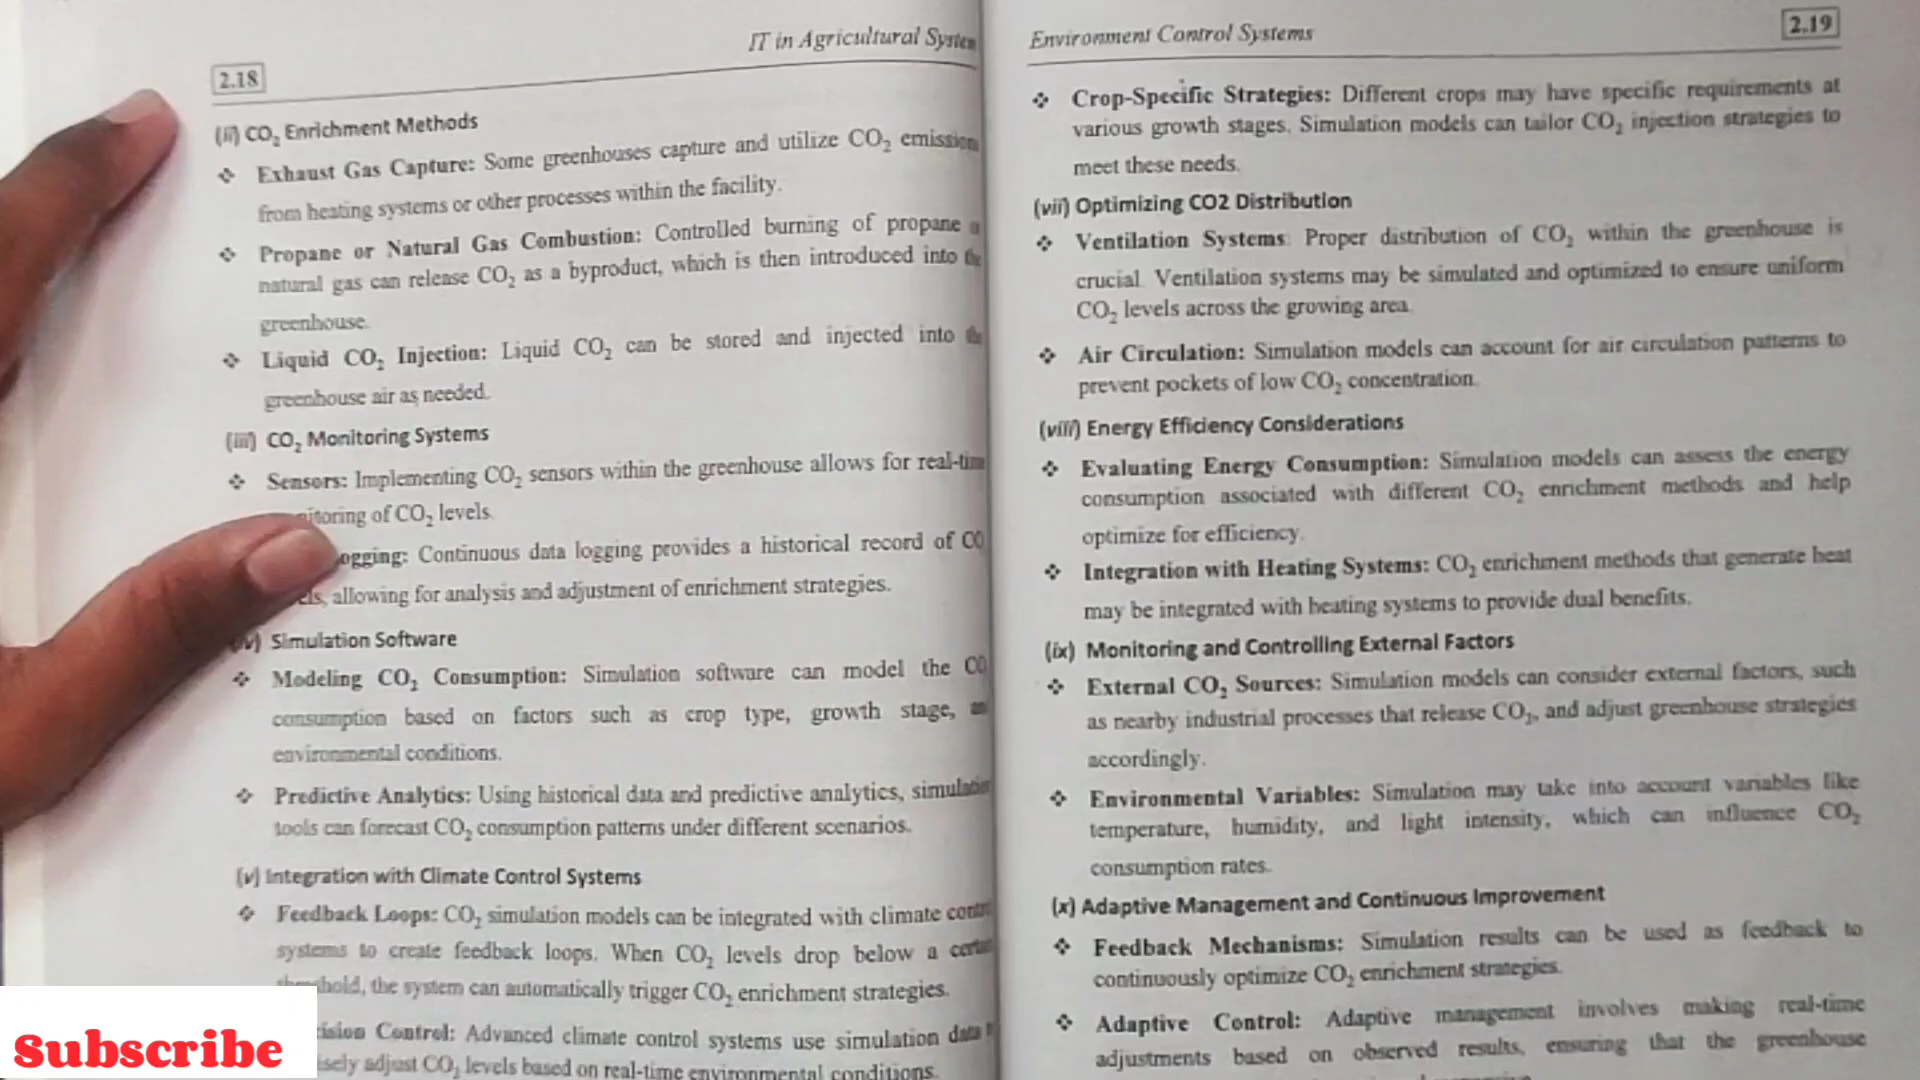 IT in Agricultural System
2.18
(ii) CO₂ Enrichment Methods
❖ Exhaust Gas Capture: Some greenhouses capture and utilize CO₂ emission
from heating systems or other processes within the facility.
❖ Propane or Natural Gas Combustion: Controlled burning of propane
natural gas can release CO₂ as a byproduct, which is then introduced into the
greenhouse.
❖ Liquid CO₂ Injection: Liquid CO₂ can be stored and injected into the
greenhouse air as needed.
(iii) CO₂ Monitoring Systems
❖ Sensors: Implementing CO₂ sensors within the greenhouse allows for real-time
nitoring of CO₂ levels.
ogging: Continuous data logging provides a historical record of CO
els, allowing for analysis and adjustment of enrichment strategies.
Simulation Software
❖ Modeling CO₂ Consumption: Simulation software can model the CO
consumption based on factors such as crop type, growth stage,
environmental conditions.
❖ Predictive Analytics: Using historical data and predictive analytics, simulation
tools can forecast CO₂ consumption patterns under different scenarios.
(v) Integration with Climate Control Systems
❖ Feedback Loops: CO₂ simulation models can be integrated with climate contr
systems to create feedback loops. When CO₂ levels drop below a certa
hold, the system can automatically trigger CO₂ enrichment strategies.
ision Control: Advanced climate control systems use simulation data
sely adjust CO₂ levels based on real-time environmental conditions.
Environment Control Systems
2.19
❖ Crop-Specific Strategies: Different crops may have specific requirements at
various growth stages. Simulation models can tailor CO₂ injection strategies to
meet these needs.
(vii) Optimizing CO2 Distribution
❖ Ventilation Systems: Proper distribution of CO₂ within the greenhouse is
crucial. Ventilation systems may be simulated and optimized to ensure uniform
CO₂ levels across the growing area.
❖ Air Circulation: Simulation models can account for air circulation patterns to
prevent pockets of low CO₂ concentration.
(viii) Energy Efficiency Considerations
❖ Evaluating Energy Consumption: Simulation models can assess the energy
consumption associated with different CO₂ enrichment methods and help
optimize for efficiency.
❖ Integration with Heating Systems: CO₂ enrichment methods that generate heat
may be integrated with heating systems to provide dual benefits.
(ix) Monitoring and Controlling External Factors
❖ External CO₂ Sources: Simulation models can consider external factors, such
as nearby industrial processes that release CO₂, and adjust greenhouse strategies
accordingly.
❖ Environmental Variables: Simulation may take into account variables like
temperature, humidity, and light intensity, which can influence CO₂
consumption rates.
(x) Adaptive Management and Continuous Improvement
❖ Feedback Mechanisms: Simulation results can be used as feedback to
continuously optimize CO₂ enrichment strategies.
❖ Adaptive Control: Adaptive management involves making real-time
adjustments based on observed results, ensuring that the greenhouse
Subscribe